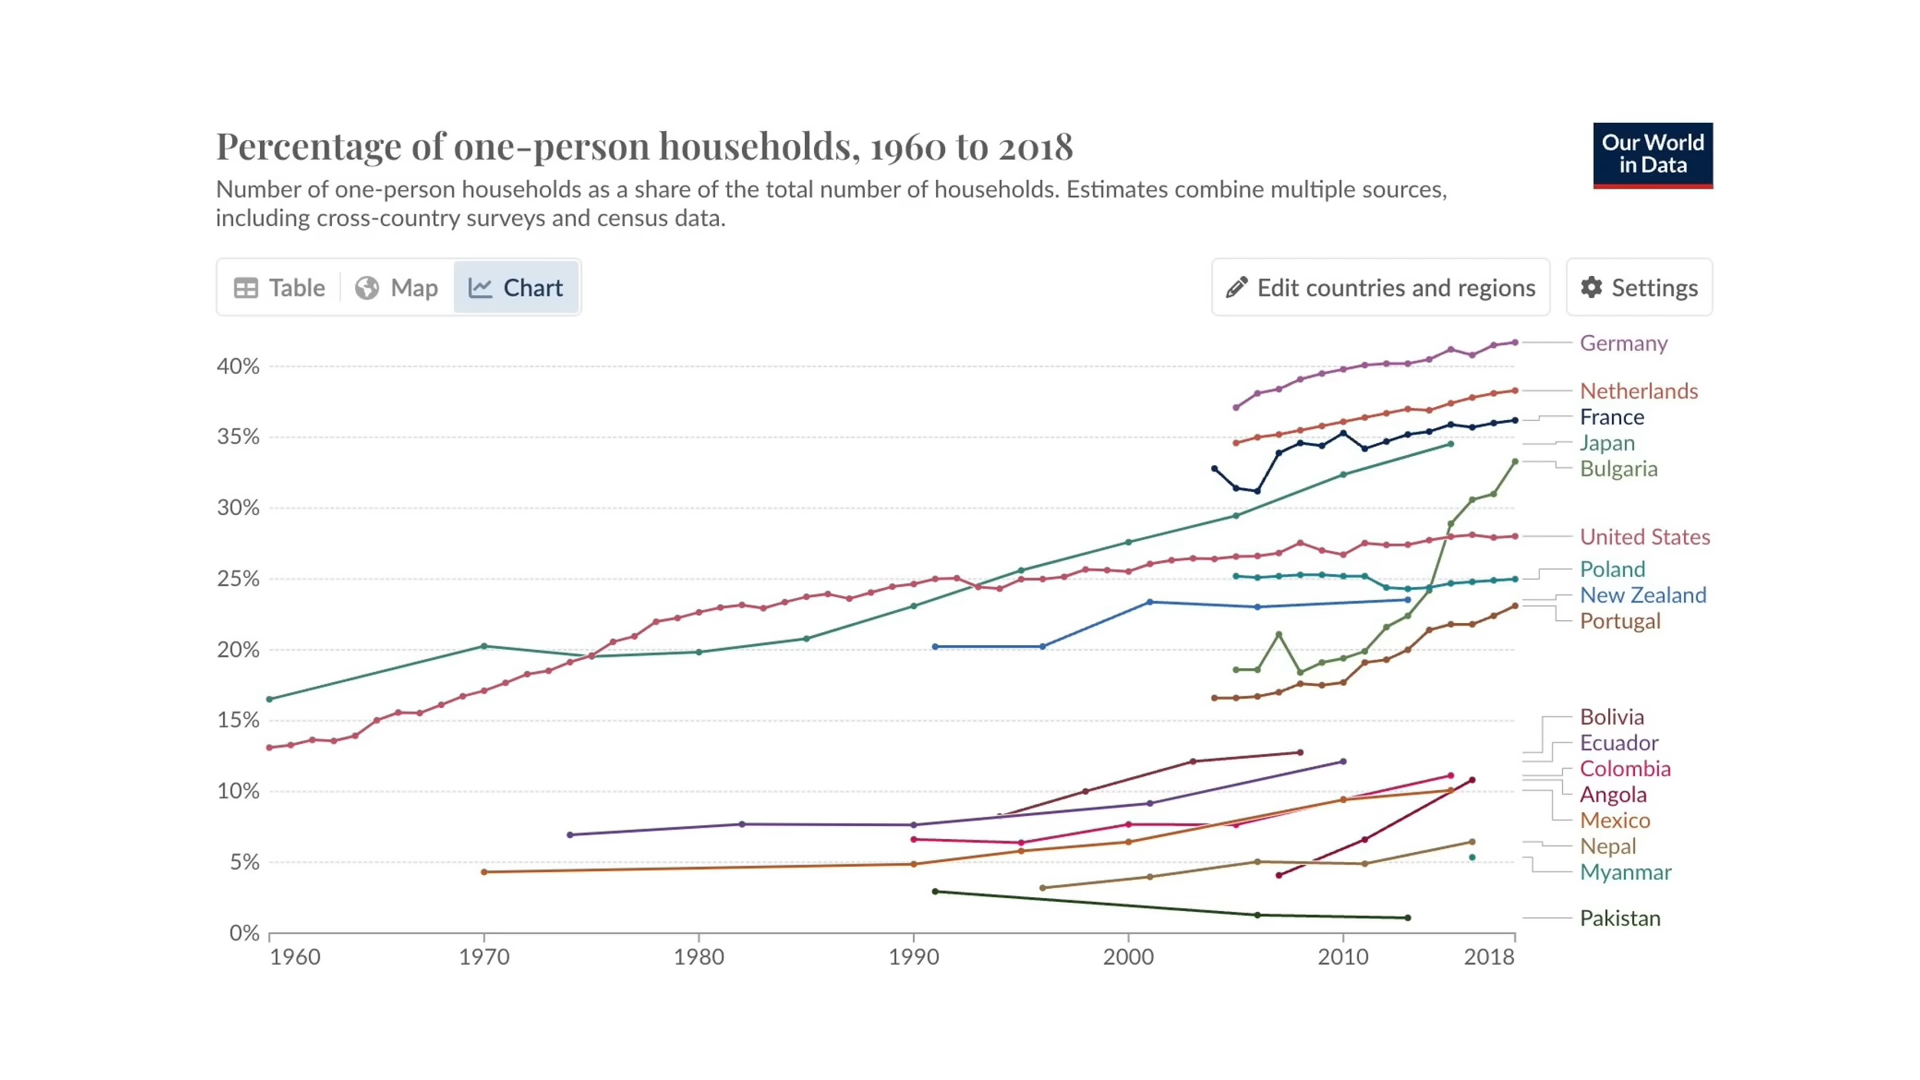 Percentage of one-person households, 1960 to 2018
Our World
in Data
Number of one-person households as a share of the total number of households. Estimates combine multiple sources,
including cross-country surveys and census data.
Table
Map
Chart
Edit countries and regions
Settings
40%
35%
30%
25%
20%
15%
10%
5%
0%
Germany
Netherlands
France
Japan
Bulgaria
United States
Poland
New Zealand
Portugal
Bolivia
Ecuador
Colombia
Angola
Mexico
Nepal
Myanmar
Pakistan
1960
1970
1980
1990
2000
2010
2018